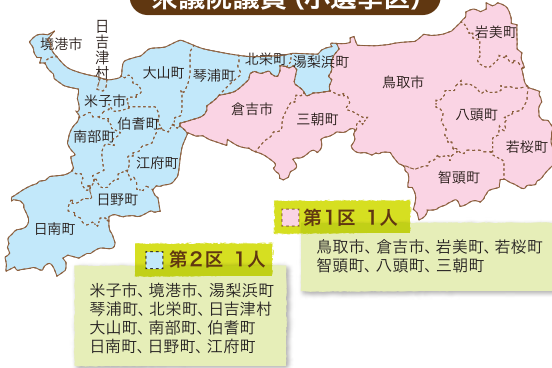 衆議院議員(小選挙区)
境港市
日吉津村
大山町
琴浦町
北栄町
湯梨浜町
岩美町
鳥取市
米子市
伯耆町
倉吉市
三朝町
八頭町
南部町
若桜町
江府町
智頭町
日野町
日南町
第1区 1人
鳥取市、倉吉市、岩美町、若桜町
智頭町、八頭町、三朝町
第2区 1人
米子市、境港市、湯梨浜町
琴浦町、北栄町、日吉津村
大山町、南部町、伯耆町
日南町、日野町、江府町